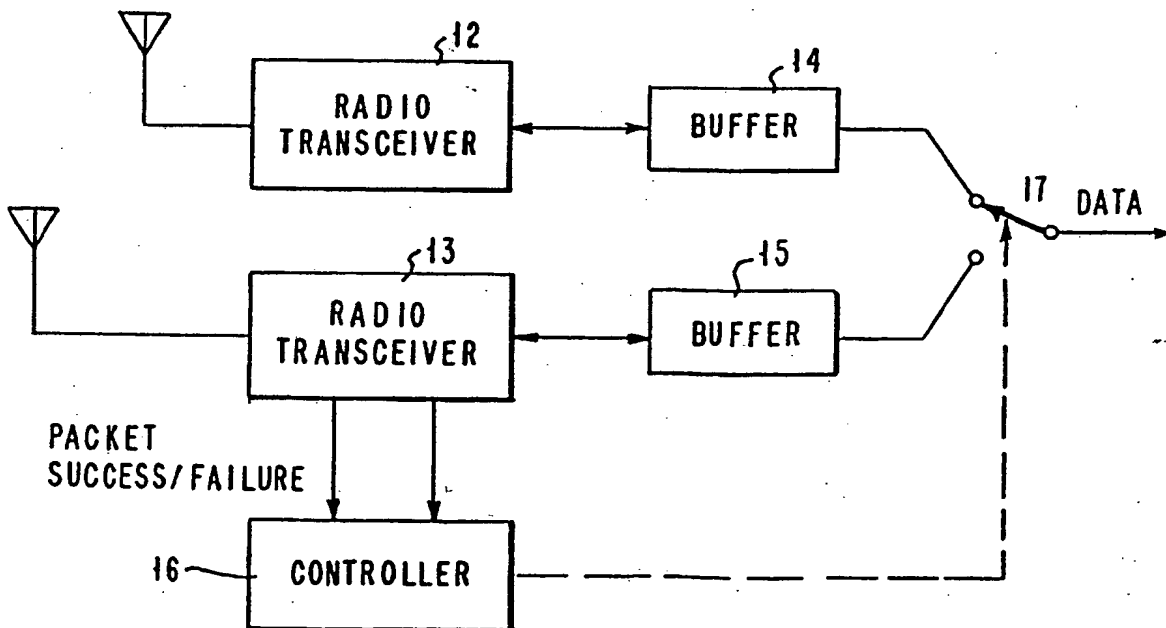 12
RADIO
TRANSCEIVER
14
BUFFER
17
DATA
13
RADIO
TRANSCEIVER
15
BUFFER
PACKET
SUCCESS/FAILURE
16
CONTROLLER